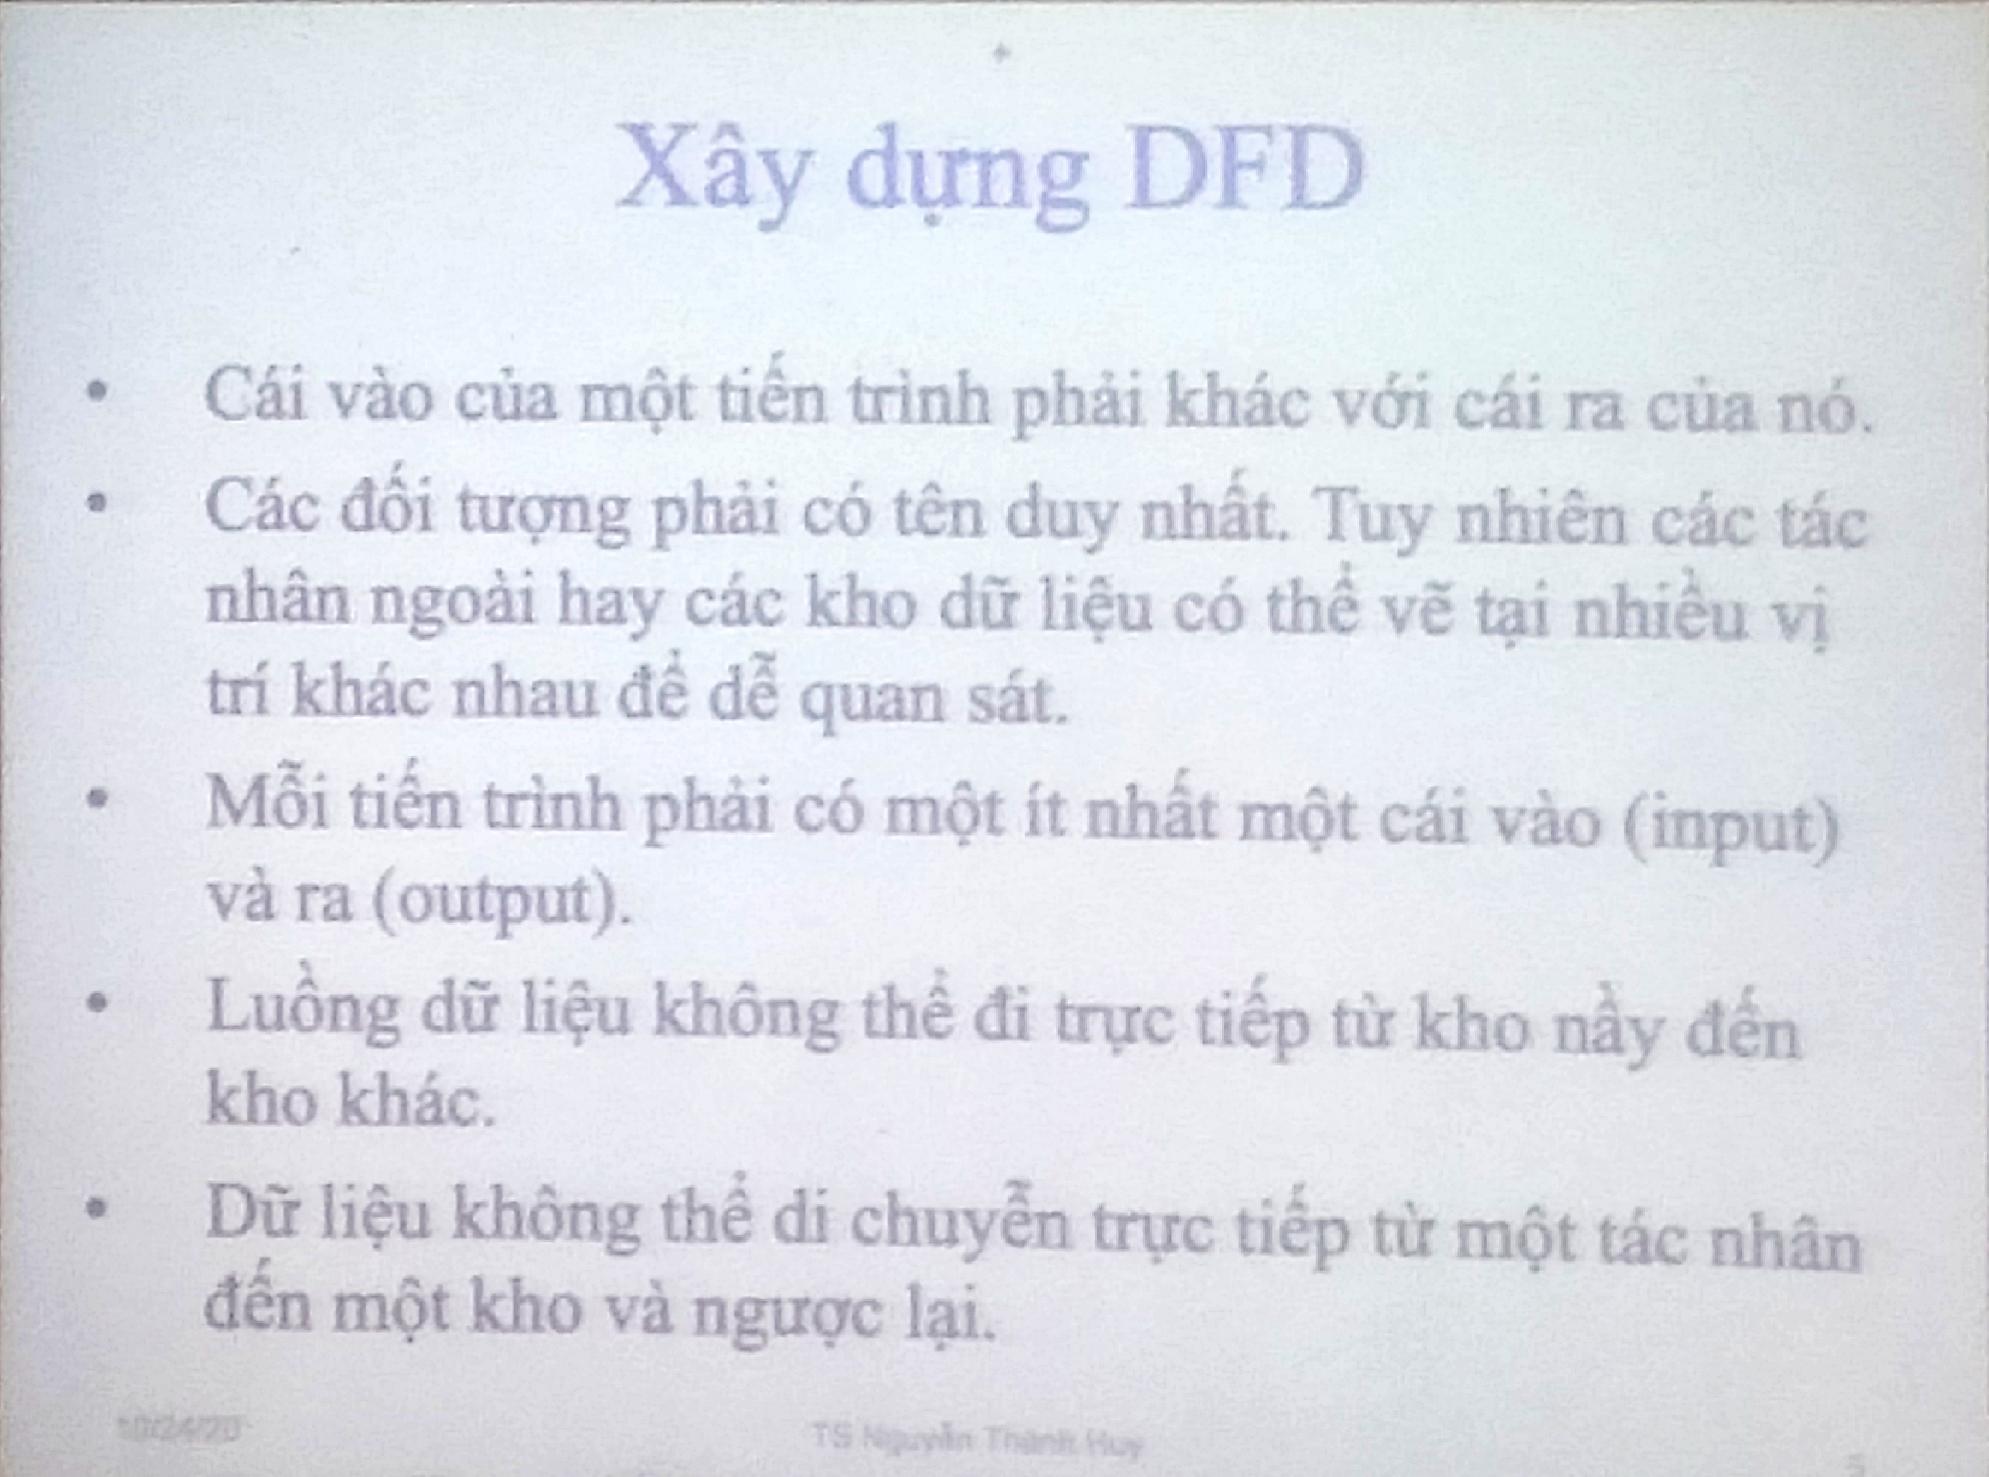 Xây dựng DFD
• Cái vào của một tiến trình phải khác với cái ra của nó.
• Các đối tượng phải có tên duy nhất. Tuy nhiên các tác
nhân ngoài hay các kho dữ liệu có thể vẽ tại nhiều vị
trí khác nhau để dễ quan sát.
• Mỗi tiến trình phải có một ít nhất một cái vào (input)
và ra (output).
• Luồng dữ liệu không thể đi trực tiếp từ kho nầy đến
kho khác.
• Dữ liệu không thể di chuyễn trực tiếp từ một tác nhân
đến một kho và ngược lại.
10/24/20
TS Nguyễn Thanh Huy
5